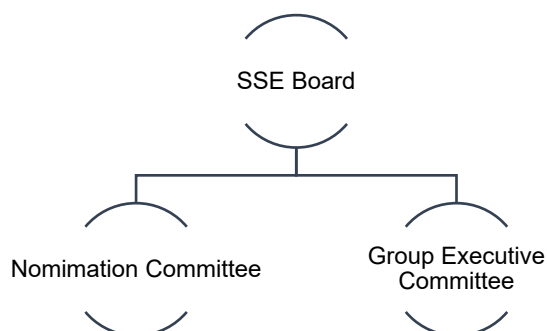 SSE Board
Nomimation Committee
Group Executive
Committee